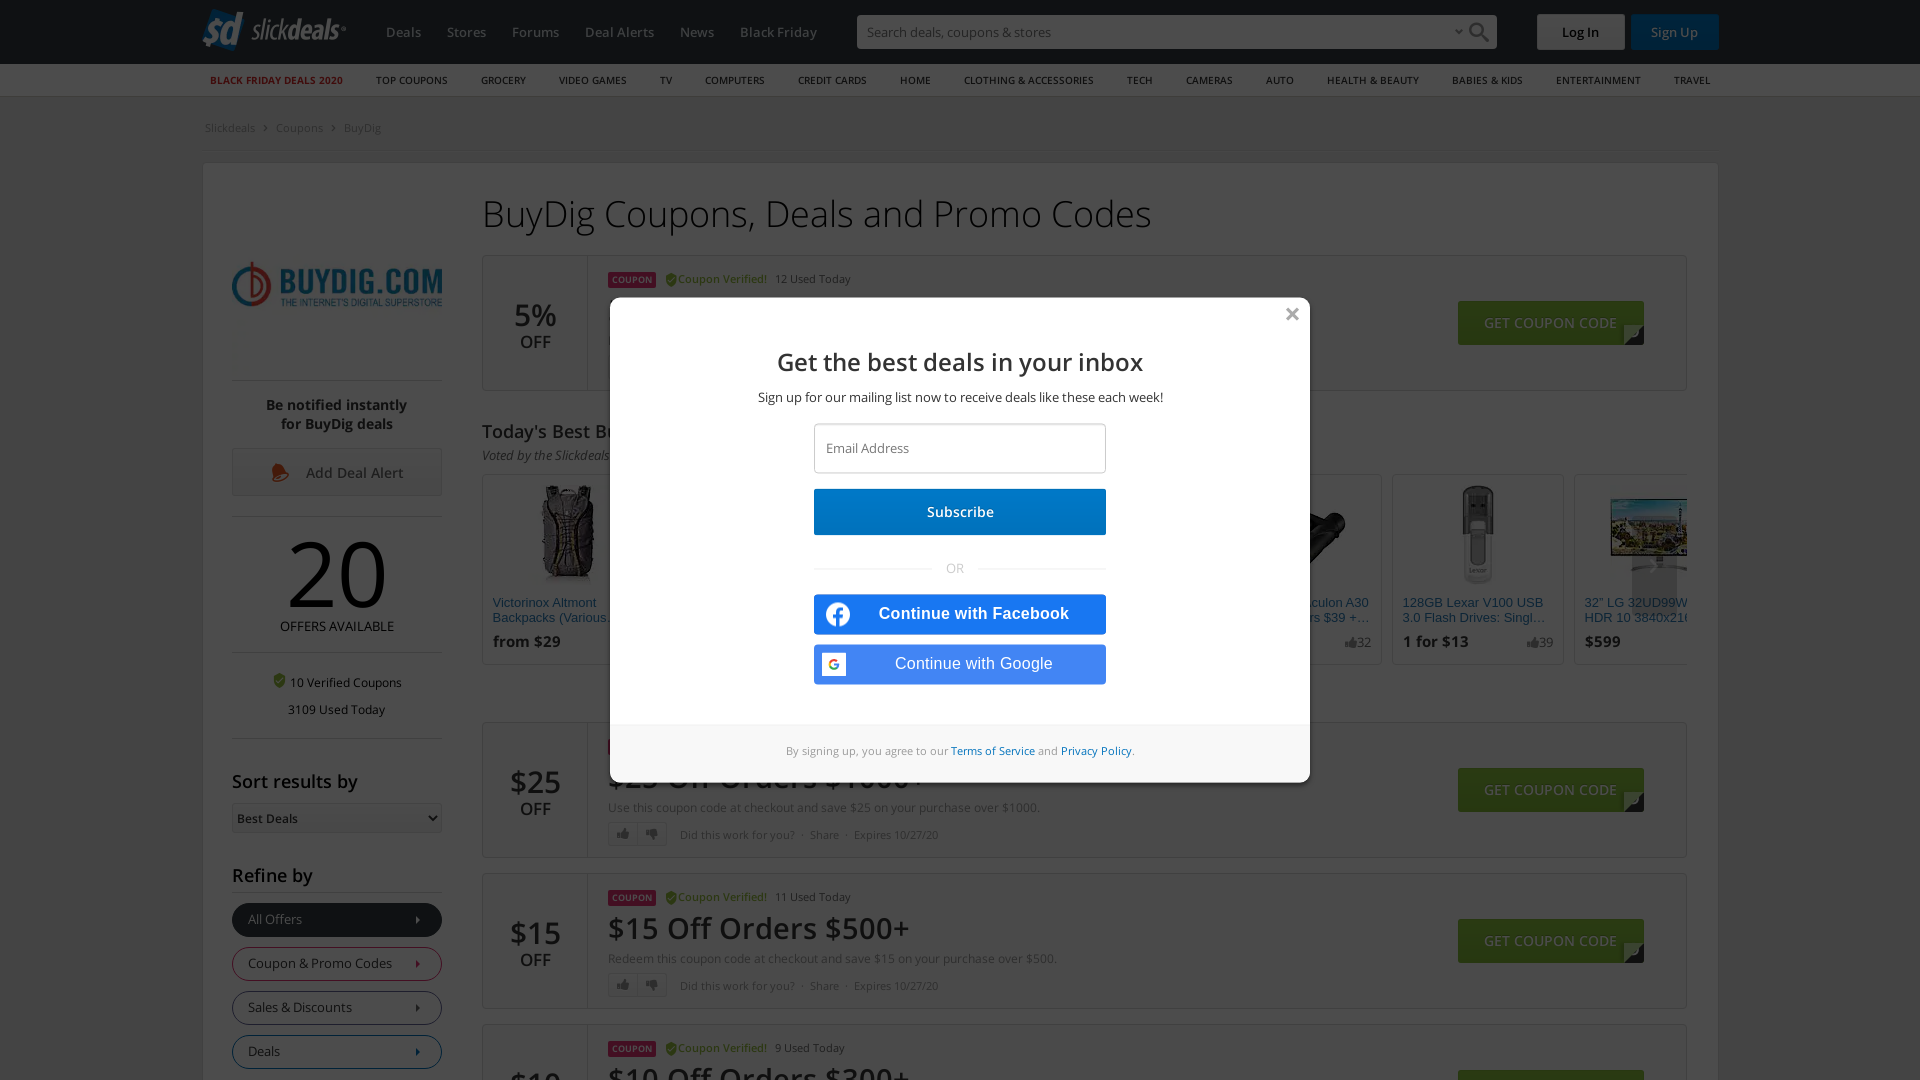 sd slickdeals
Deals
Stores
Forums
Deal Alerts
News
Black Friday
Search deals, coupons & stores
Log In
Sign Up
BLACK FRIDAY DEALS 2020
TOP COUPONS
GROCERY
VIDEO GAMES
TV
COMPUTERS
CREDIT CARDS
HOME
CLOTHING & ACCESSORIES
TECH
CAMERAS
AUTO
HEALTH & BEAUTY
BABIES & KIDS
ENTERTAINMENT
TRAVEL
Slickdeals
Coupons
BuyDig
BUYDIG.COM
THE INTERNET'S DIGITAL SUPERSTORE
Be notified instantly
for BuyDig deals
Add Deal Alert
20
OFFERS AVAILABLE
10 Verified Coupons
3109 Used Today
Sort results by
Best Deals
Refine by
All Offers
Coupon & Promo Codes
Sales & Discounts
Deals
BuyDig Coupons, Deals and Promo Codes
5%
OFF
COUPON
Coupon Verified!
12 Used Today
GET COUPON CODE
Today's Best
Voted by the Slickdeals
Victorinox Altmont
Backpacks (Various
from $29
A30
$39 +...
32
128GB Lexar V100 USB
3.0 Flash Drives: Singl...
1 for $13
39
32" LG 32UD99W
HDR 10 3840x216
$599
Get the best deals in your inbox
Sign up for our mailing list now to receive deals like these each week!
Email Address
Subscribe
OR
Continue with Facebook
Continue with Google
By signing up, you agree to our Terms of Service and Privacy Policy.
$25
OFF
$25 Off Orders $1000+
Use this coupon code at checkout and save $25 on your purchase over $1000.
Did this work for you? · Share · Expires 10/27/20
GET COUPON CODE
$15
OFF
COUPON
Coupon Verified!
11 Used Today
$15 Off Orders $500+
Redeem this coupon code at checkout and save $15 on your purchase over $500.
Did this work for you? · Share · Expires 10/27/20
GET COUPON CODE
$10
COUPON
Coupon Verified!
9 Used Today
$10 Off Orders $300+